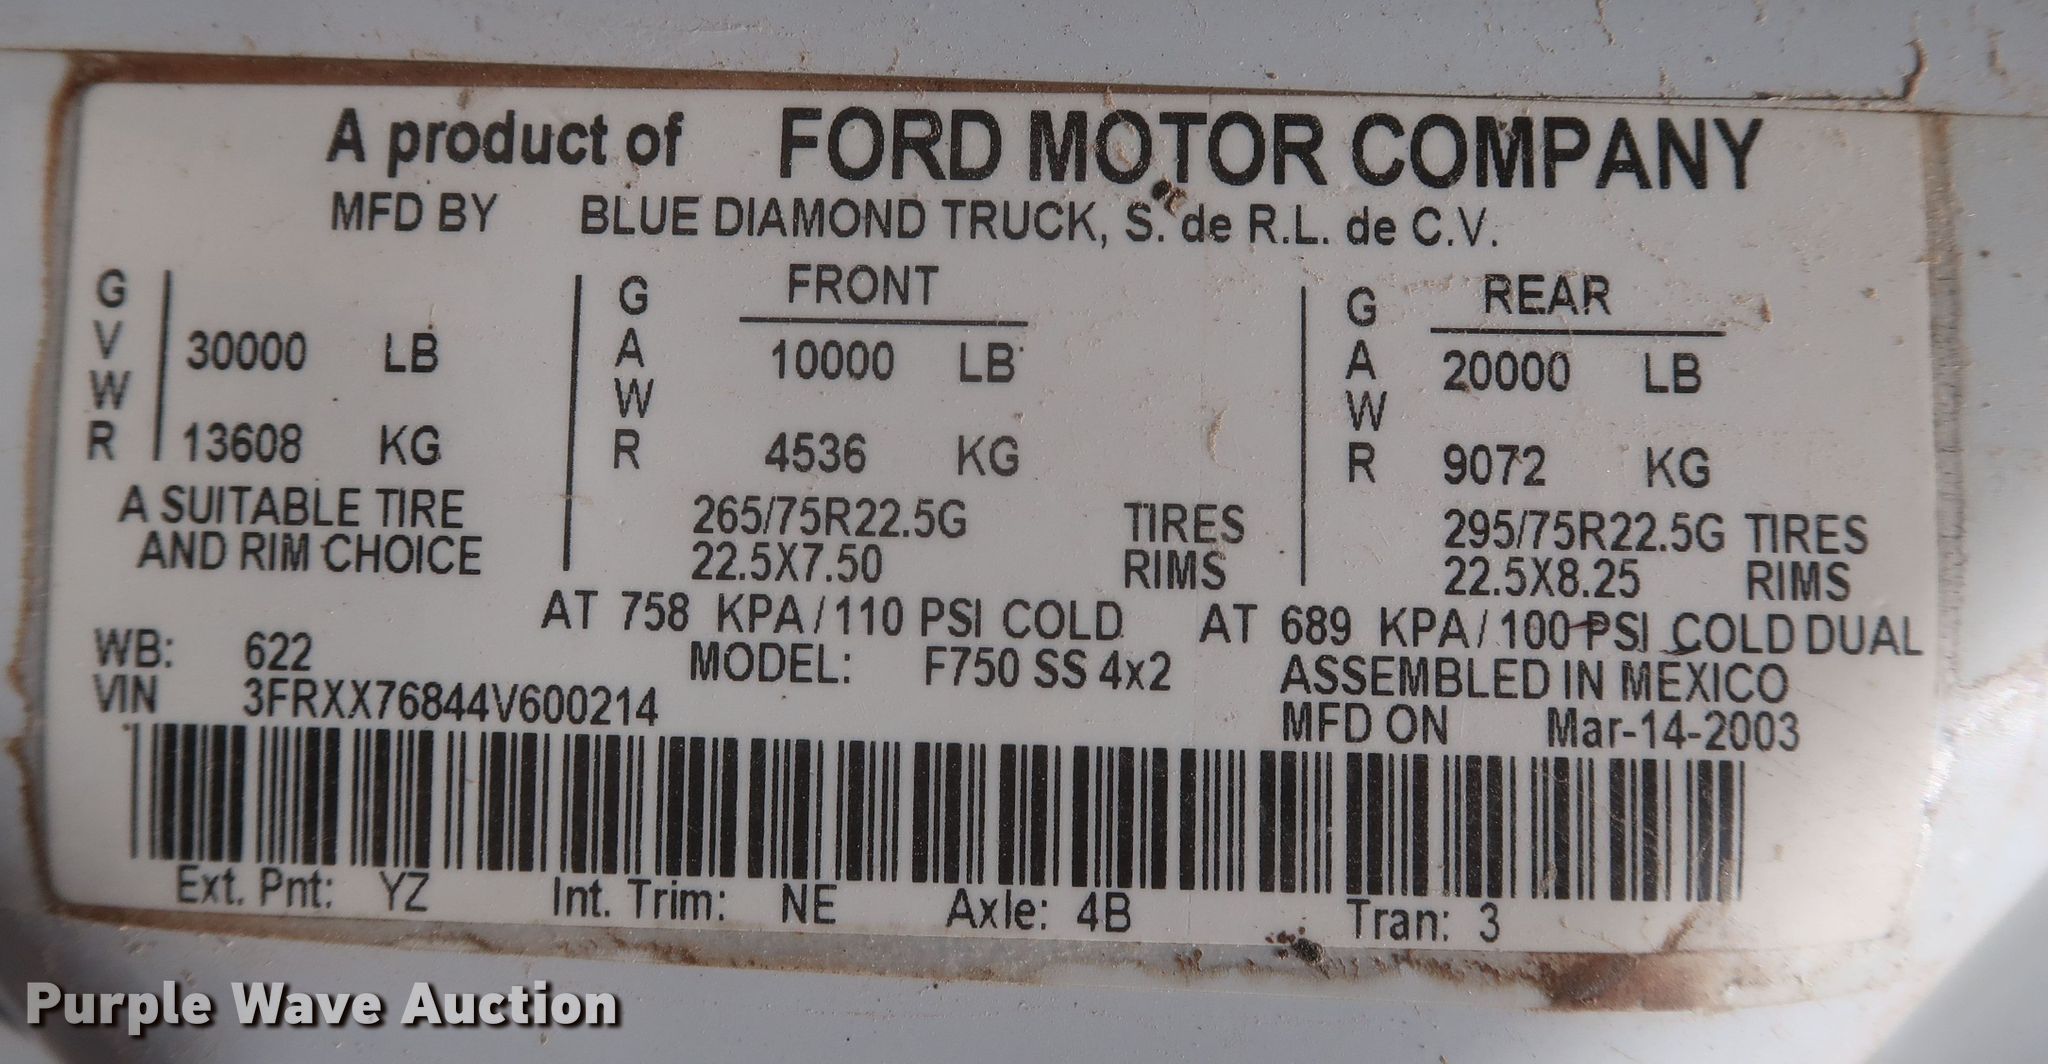 A product of FORD MOTOR COMPANY
MFD BY BLUE DIAMOND TRUCK, S. de R.L. de C.V.
GVWR 30000 LB
13608 KG
A SUITABLE TIRE
AND RIM CHOICE
GAWR FRONT
10000 LB
4536 KG
265/75R22.5G TIRES
22.5X7.50 RIMS
AT 758 KPA/110 PSI COLD
GAWR REAR
20000 LB
9072 KG
295/75R22.5G TIRES
22.5X8.25 RIMS
AT 689 KPA/100 PSI COLD DUAL
WB: 622 MODEL: F750 SS 4x2 ASSEMBLED IN MEXICO
VIN 3FRXX76844V600214 MFD ON Mar-14-2003
Ext. Pnt: YZ Int. Trim: NE Axle: 4B Tran: 3
Purple Wave Auction